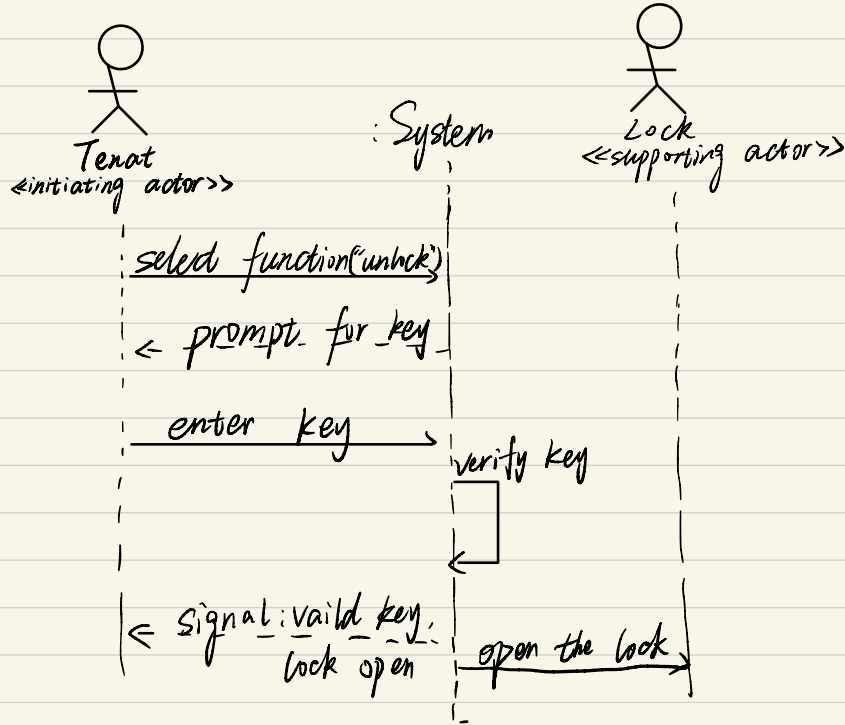 : System
Lock
<<supporting actor>>
Tenat
<<initiating actor>>
select function("unlock")
prompt for key
enter key
verify key
signal: vaild key,
lock open
open the lock